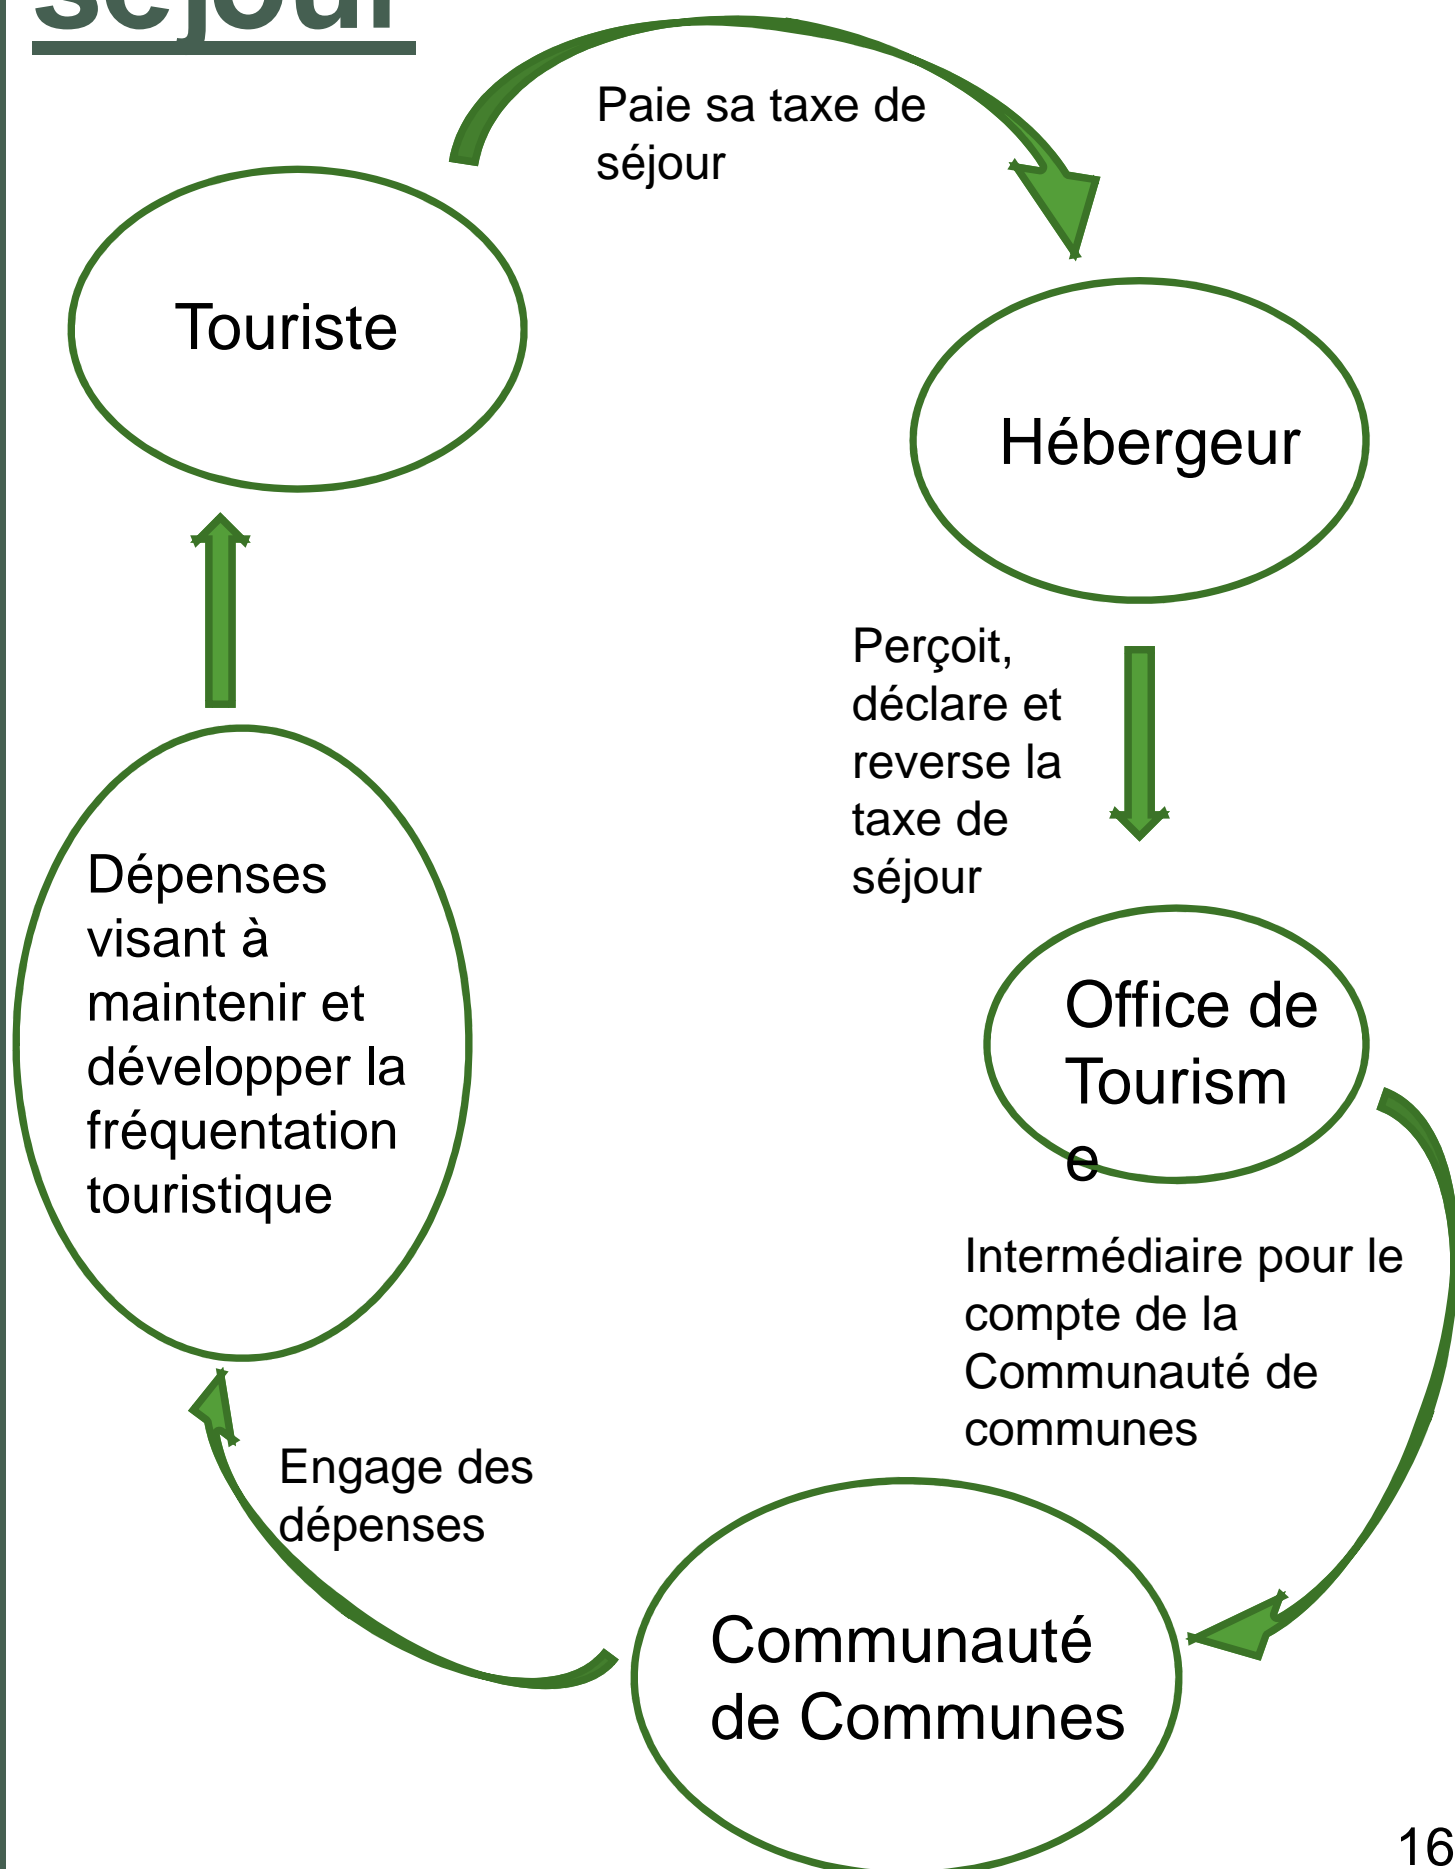 séjour
Paie sa taxe de
séjour
Touriste
Hébergeur
Perçoit,
déclare et
reverse la
taxe de
séjour
Dépenses
visant à
maintenir et
développer la
fréquentation
touristique
Office de
Tourism
e
Intermédiaire pour le
compte de la
Communauté de
communes
Engage des
dépenses
Communauté
de Communes
16